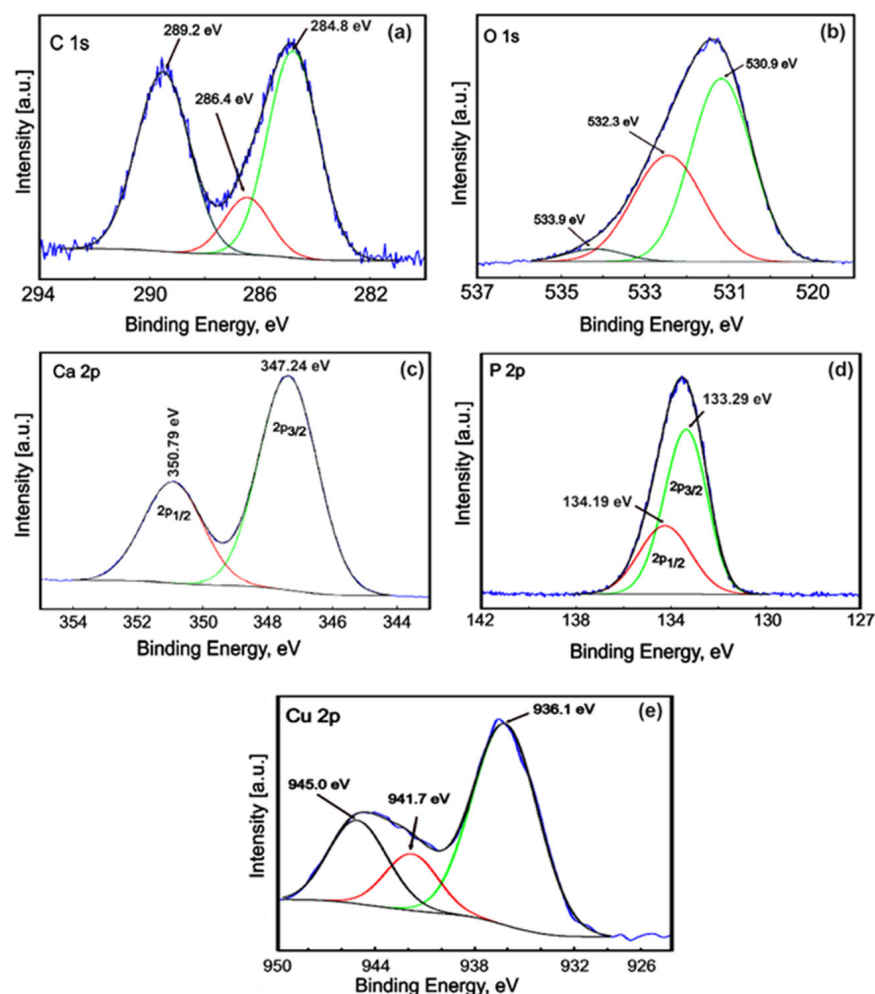 C 1s
(a)
289.2 eV
284.8 eV
286.4 eV
Intensity [a.u.]
294 290 286 282
Binding Energy, eV
O 1s
(b)
530.9 eV
532.3 eV
533.9 eV
Intensity [a.u.]
537 535 533 531 520
Binding Energy, eV
Ca 2p
(c)
347.24 eV
350.79 eV
2p3/2
2p1/2
Intensity [a.u.]
354 352 350 348 346 344
Binding Energy, eV
P 2p
(d)
133.29 eV
134.19 eV
2p3/2
2p1/2
Intensity [a.u.]
142 138 134 130 127
Binding Energy, eV
Cu 2p
(e)
936.1 eV
945.0 eV
941.7 eV
Intensity [a.u.]
950 944 938 932 926
Binding Energy, eV